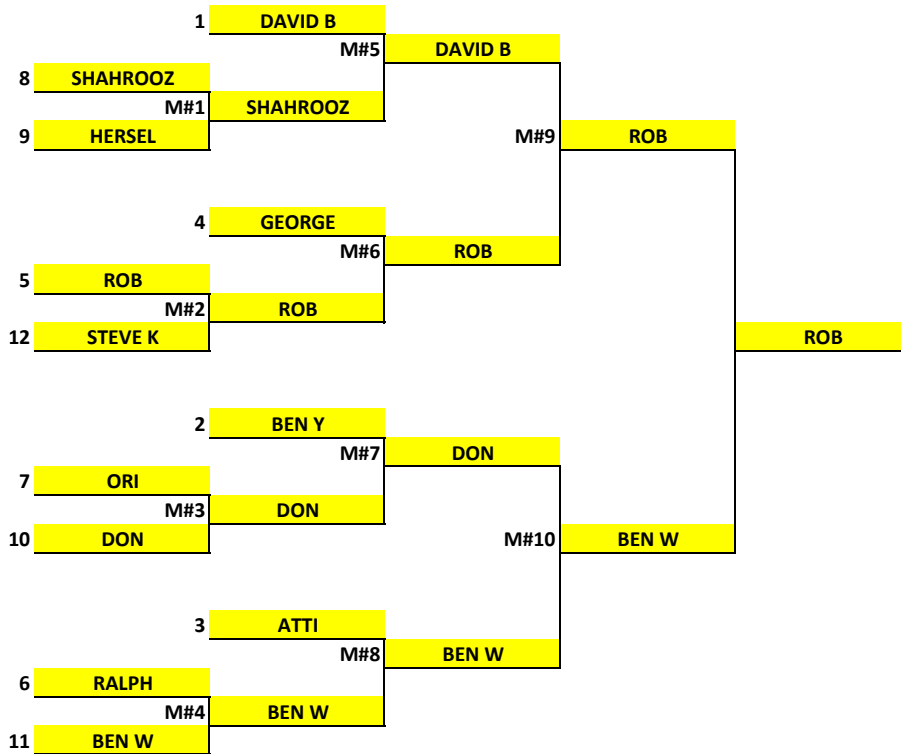 1 DAVID B
M#5 DAVID B
8 SHAHROOZ
M#1 SHAHROOZ
9 HERSEL M#9 ROB
4 GEORGE
M#6 ROB
5 ROB
M#2 ROB
12 STEVE K ROB
2 BEN Y
M#7 DON
7 ORI
M#3 DON
10 DON M#10 BEN W
3 ATTI
M#8 BEN W
6 RALPH
M#4 BEN W
11 BEN W